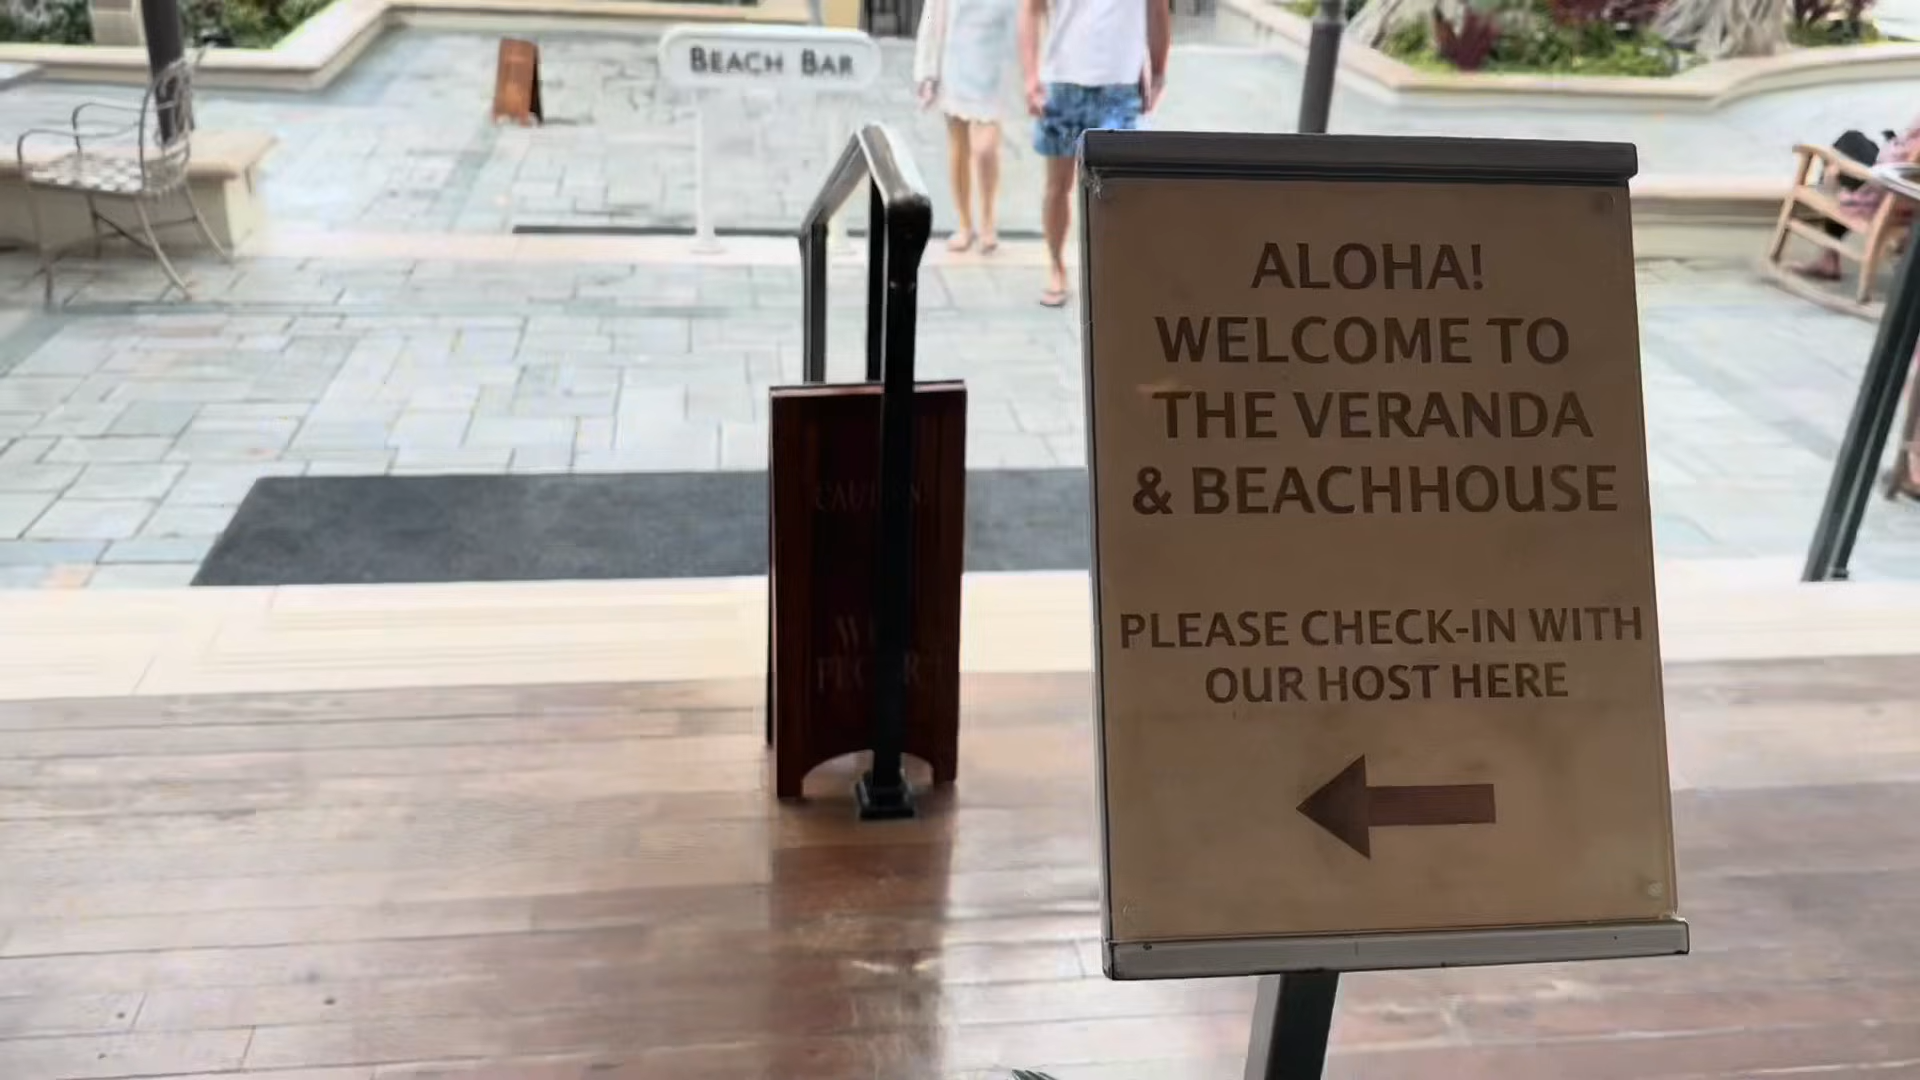 BEACH BAR
ALOHA!
WELCOME TO
THE VERANDA
& BEACHHOUSE
PLEASE CHECK-IN WITH
OUR HOST HERE